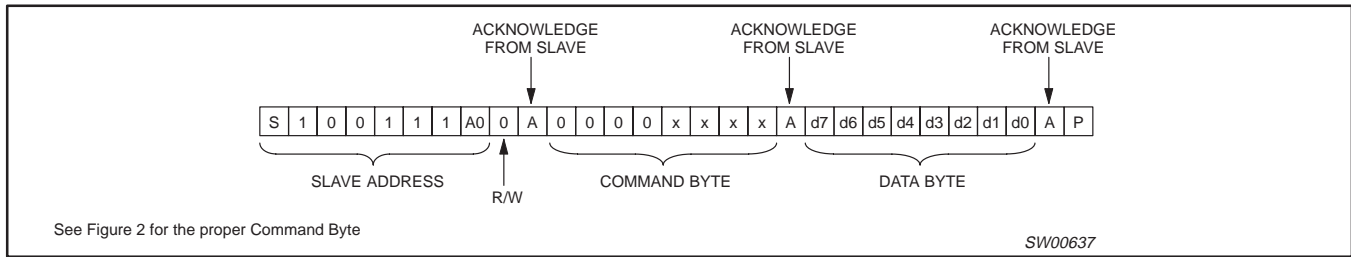 ACKNOWLEDGE
FROM SLAVE
ACKNOWLEDGE
FROM SLAVE
ACKNOWLEDGE
FROM SLAVE
S 1 0 0 1 1 1 A0 0 A 0 0 0 0 x x x x A d7 d6 d5 d4 d3 d2 d1 d0 A P
SLAVE ADDRESS
R/W
COMMAND BYTE
DATA BYTE
See Figure 2 for the proper Command Byte
SW00637